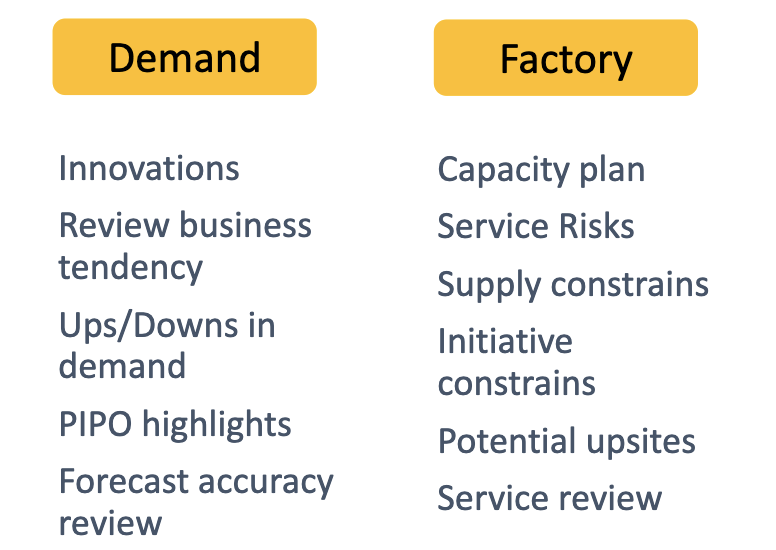 Demand
Innovations
Review business
tendency
Ups/Downs in
demand
PIPO highlights
Forecast accuracy
review
Factory
Capacity plan
Service Risks
Supply constrains
Initiative
constrains
Potential upsites
Service review